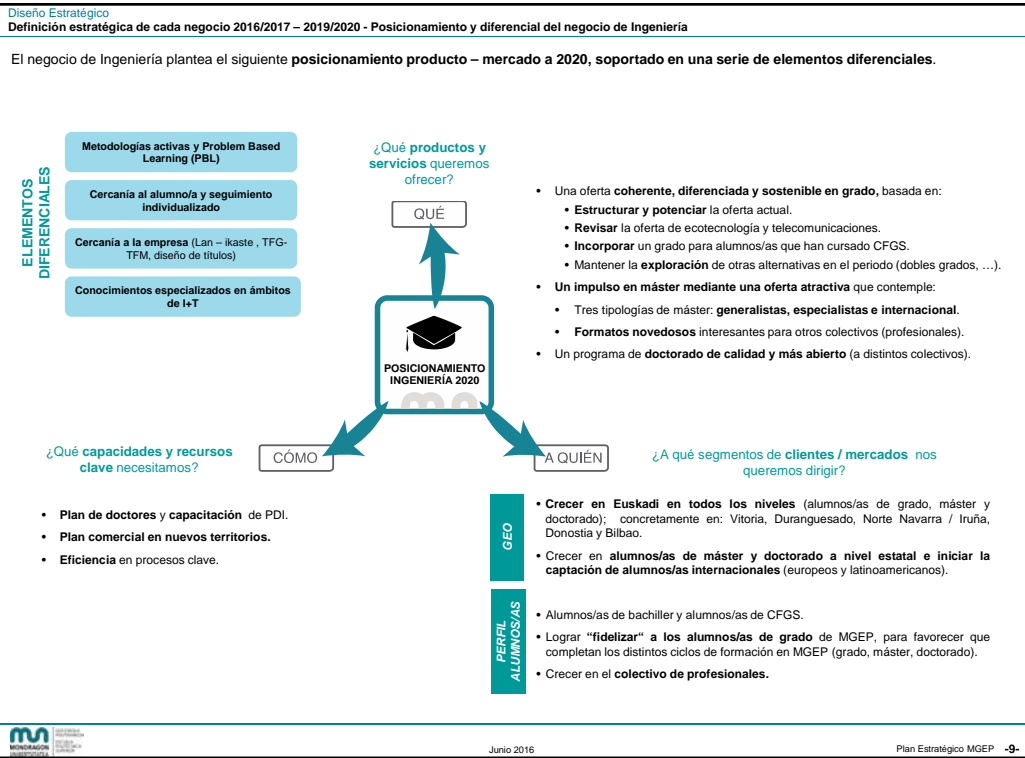 Diseño Estratégico
Definición estratégica de cada negocio 2016/2017 – 2019/2020 - Posicionamiento y diferencial del negocio de Ingeniería
El negocio de Ingeniería plantea el siguiente posicionamiento producto – mercado a 2020, soportado en una serie de elementos diferenciales.
ELEMENTOS
DIFERENCIALES
Metodologías activas y Problem Based
Learning (PBL)
Cercanía al alumno/a y seguimiento
individualizado
Cercanía a la empresa (Lan – ikaste , TFG-
TFM, diseño de títulos)
Conocimientos especializados en ámbitos
de I+T
¿Qué productos y
servicios queremos
ofrecer?
QUÉ
• Una oferta coherente, diferenciada y sostenible en grado, basada en:
• Estructurar y potenciar la oferta actual.
• Revisar la oferta de ecotecnología y telecomunicaciones.
• Incorporar un grado para alumnos/as que han cursado CFGS.
• Mantener la exploración de otras alternativas en el periodo (dobles grados, …).
• Un impulso en máster mediante una oferta atractiva que contemple:
• Tres tipologías de máster: generalistas, especialistas e internacional.
• Formatos novedosos interesantes para otros colectivos (profesionales).
• Un programa de doctorado de calidad y más abierto (a distintos colectivos).
POSICIONAMIENTO
INGENIERÍA 2020
¿Qué capacidades y recursos
clave necesitamos?
CÓMO
• Plan de doctores y capacitación de PDI.
• Plan comercial en nuevos territorios.
• Eficiencia en procesos clave.
A QUIÉN
¿A qué segmentos de clientes / mercados nos
queremos dirigir?
GEO
• Crecer en Euskadi en todos los niveles (alumnos/as de grado, máster y
doctorado); concretamente en: Vitoria, Duranguesado, Norte Navarra / Iruña,
Donostia y Bilbao.
• Crecer en alumnos/as de máster y doctorado a nivel estatal e iniciar la
captación de alumnos/as internacionales (europeos y latinoamericanos).
PERFIL
ALUMNOS/AS
• Alumnos/as de bachiller y alumnos/as de CFGS.
• Lograr “fidelizar“ a los alumnos/as de grado de MGEP, para favorecer que
completan los distintos ciclos de formación en MGEP (grado, máster, doctorado).
• Crecer en el colectivo de profesionales.
MONDRAGON
UNIBERTSITATEA
Junio 2016
Plan Estratégico MGEP -9-